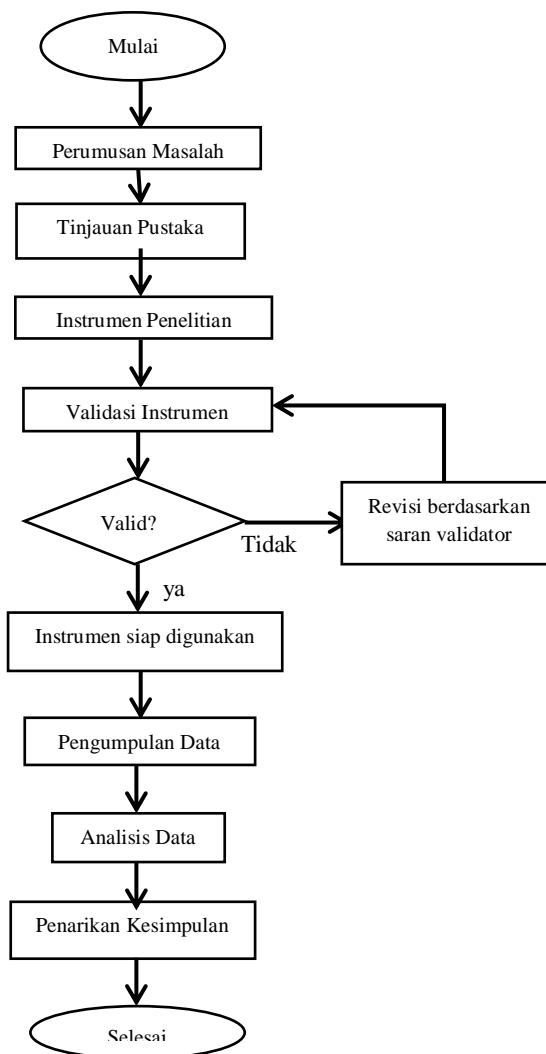 Mulai
Perumusan Masalah
Tinjauan Pustaka
Instrumen Penelitian
Validasi Instrumen
Valid?
Tidak
Revisi berdasarkan
saran validator
ya
Instrumen siap digunakan
Pengumpulan Data
Analisis Data
Penarikan Kesimpulan
Selesai